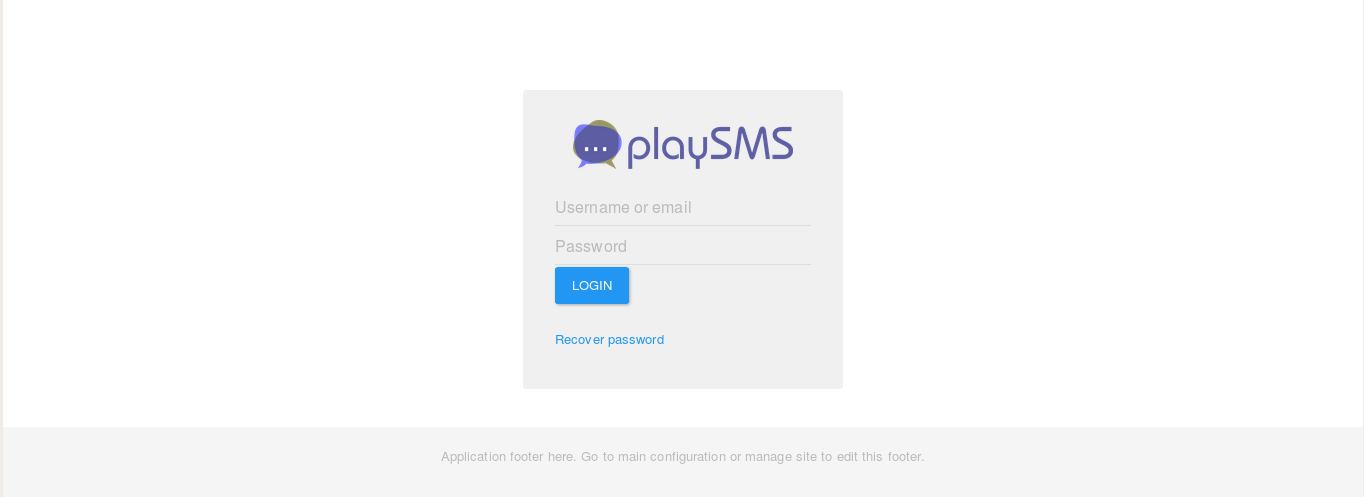 ... playSMS
Username or email
Password
LOGIN
Recover password
Application footer here. Go to main configuration or manage site to edit this footer.